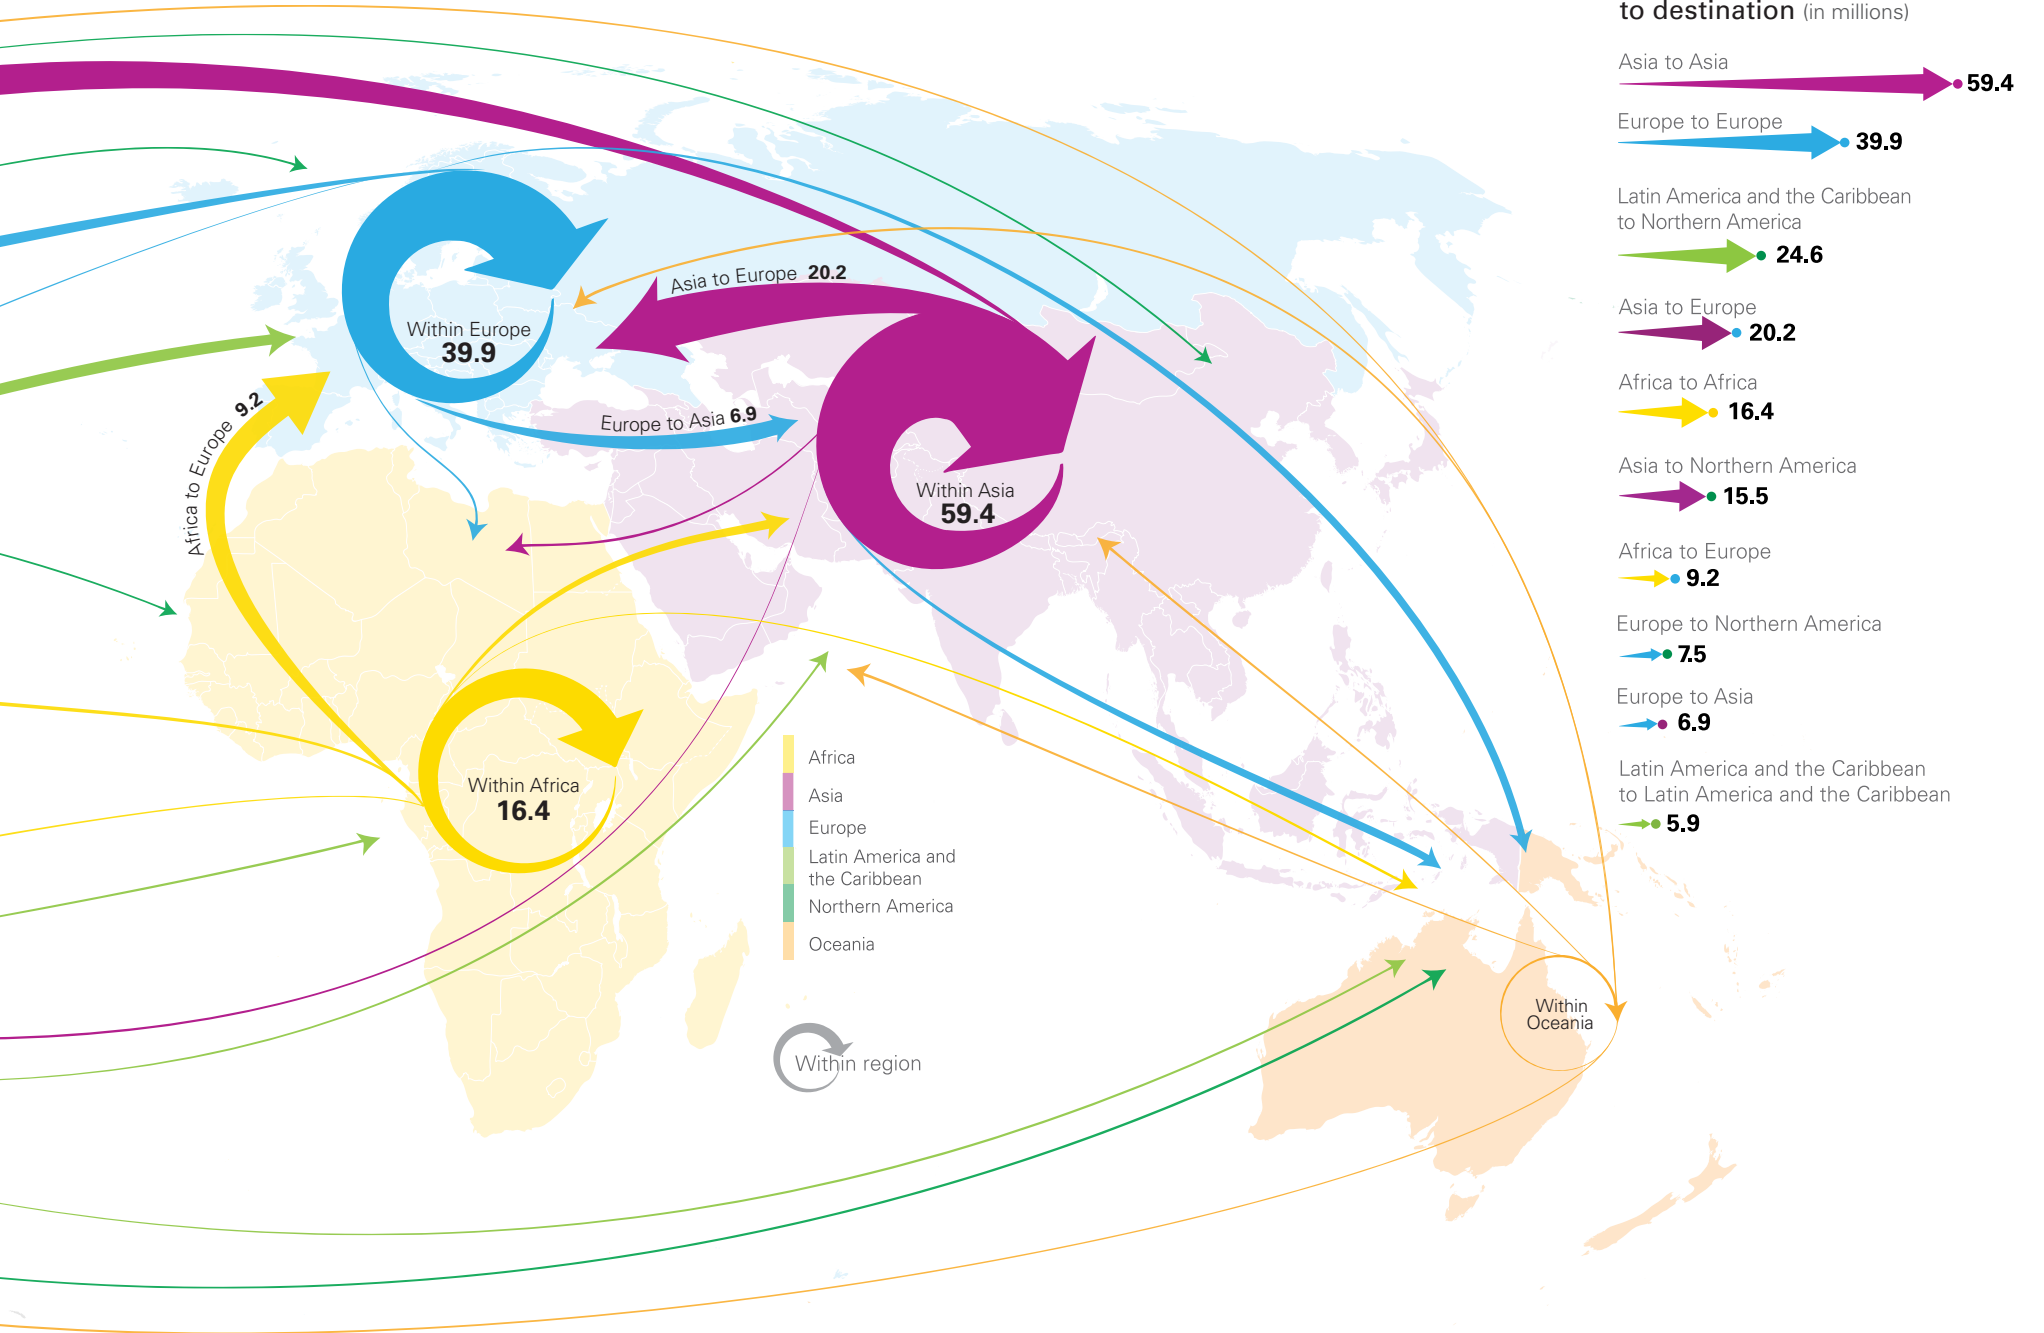 to destination (in millions)
Asia to Asia
59.4
Europe to Europe
39.9
Latin America and the Caribbean
to Northern America
24.6
Asia to Europe
20.2
Africa to Africa
16.4
Asia to Northern America
15.5
Africa to Europe
9.2
Europe to Northern America
7.5
Europe to Asia
6.9
Latin America and the Caribbean
to Latin America and the Caribbean
5.9
Asia to Europe 20.2
Within Europe
39.9
Africa to Europe 9.2
Europe to Asia 6.9
Within Asia
59.4
Within Africa
16.4
Africa
Asia
Europe
Latin America and
the Caribbean
Northern America
Oceania
Within region
Within
Oceania